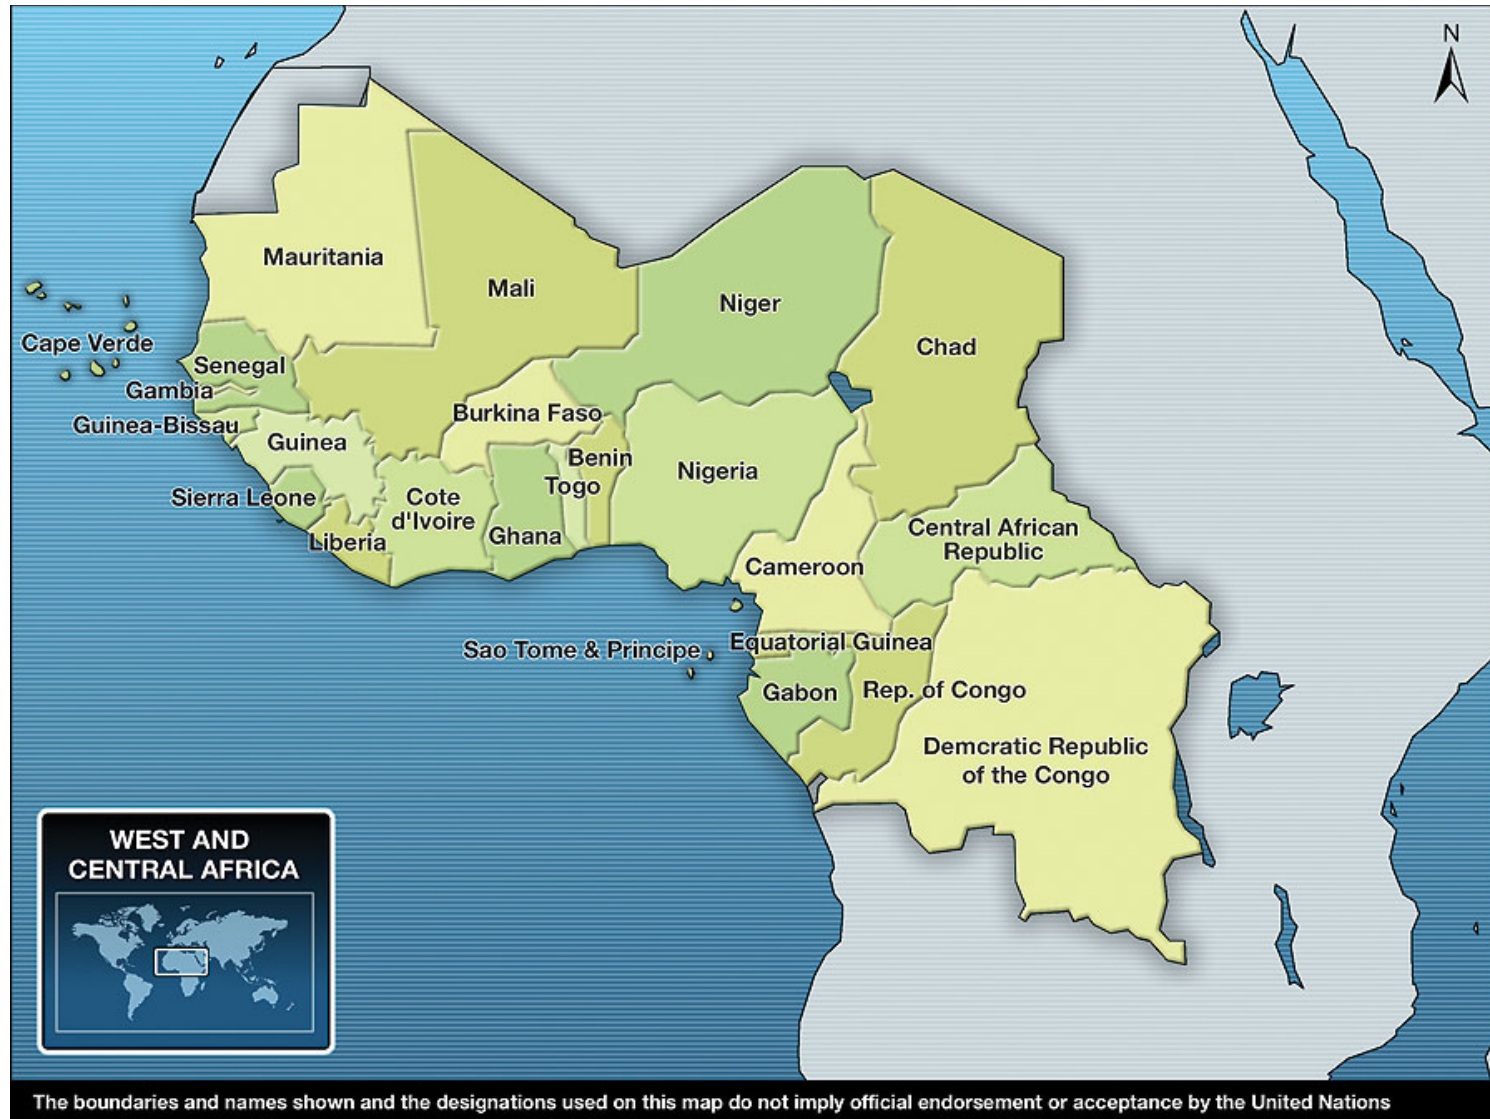 N
Mauritania
Mali
Niger
Chad
Cape Verde
Senegal
Gambia
Guinea-Bissau
Guinea
Burkina Faso
Benin
Togo
Nigeria
Sierra Leone
Cote
d'Ivoire
Ghana
Liberia
Central African
Republic
Cameroon
Sao Tome & Principe
Equatorial Guinea
Gabon
Rep. of Congo
Demcratic Republic
of the Congo
WEST AND
CENTRAL AFRICA
The boundaries and names shown and the designations used on this map do not imply official endorsement or acceptance by the United Nations